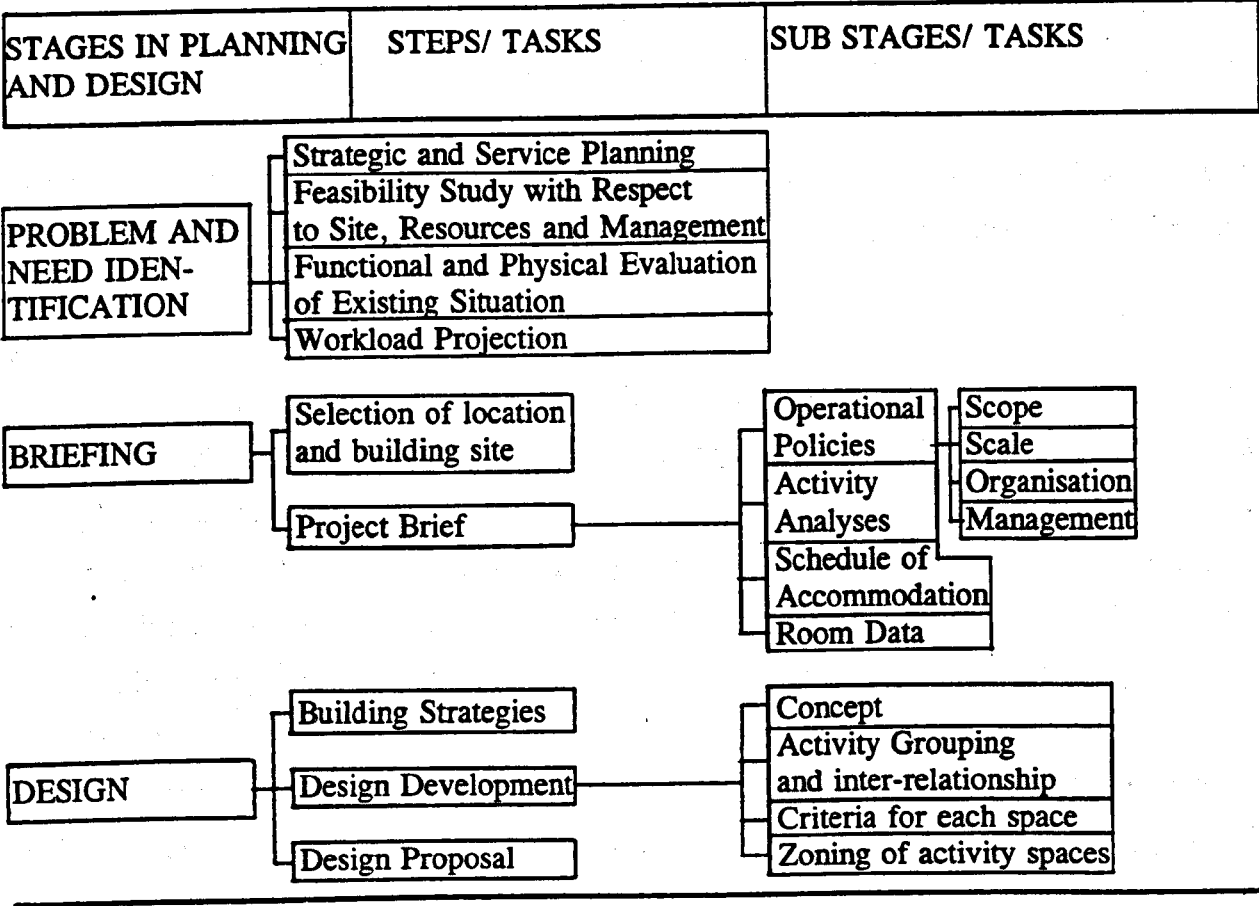 STAGES IN PLANNING
AND DESIGN
STEPS/ TASKS
SUB STAGES/ TASKS
PROBLEM AND
NEED IDEN-
TIFICATION
Strategic and Service Planning
Feasibility Study with Respect
to Site, Resources and Management
Functional and Physical Evaluation
of Existing Situation
Workload Projection
BRIEFING
Selection of location
and building site
Project Brief
Operational
Policies
Activity
Analyses
Schedule of
Accommodation
Room Data
Scope
Scale
Organisation
Management
DESIGN
Building Strategies
Design Development
Design Proposal
Concept
Activity Grouping
and inter-relationship
Criteria for each space
Zoning of activity spaces